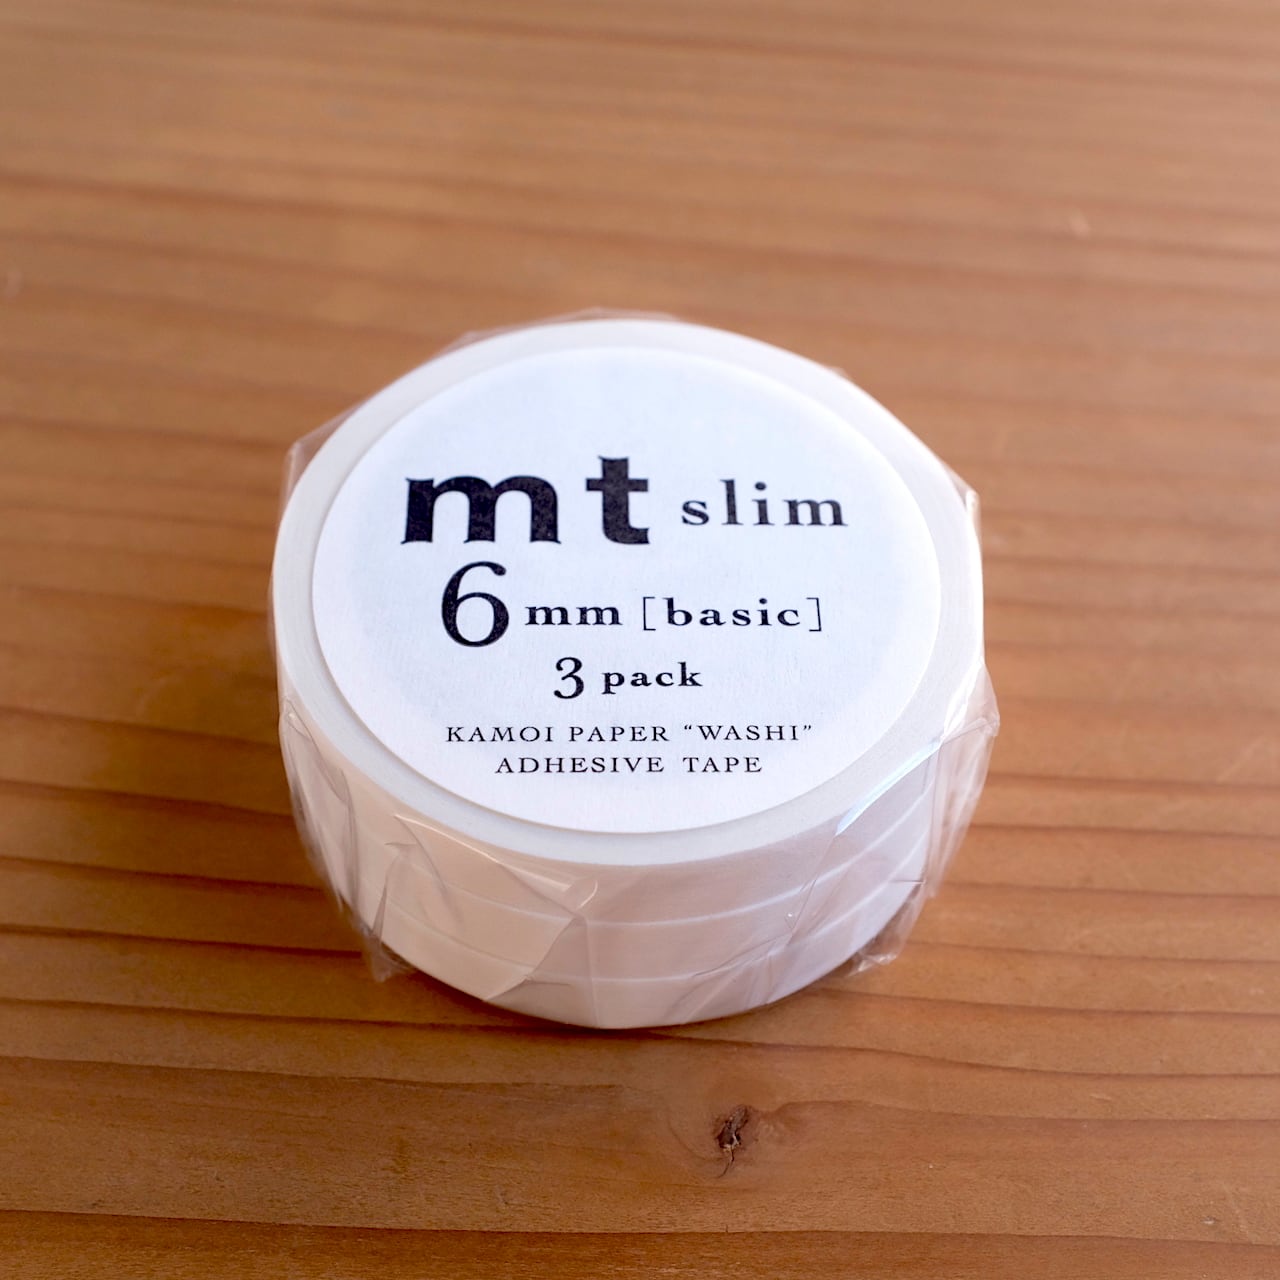 mt slim
6 mm [basic]
3 pack
KAMOI PAPER “WASHI”
ADHESIVE TAPE